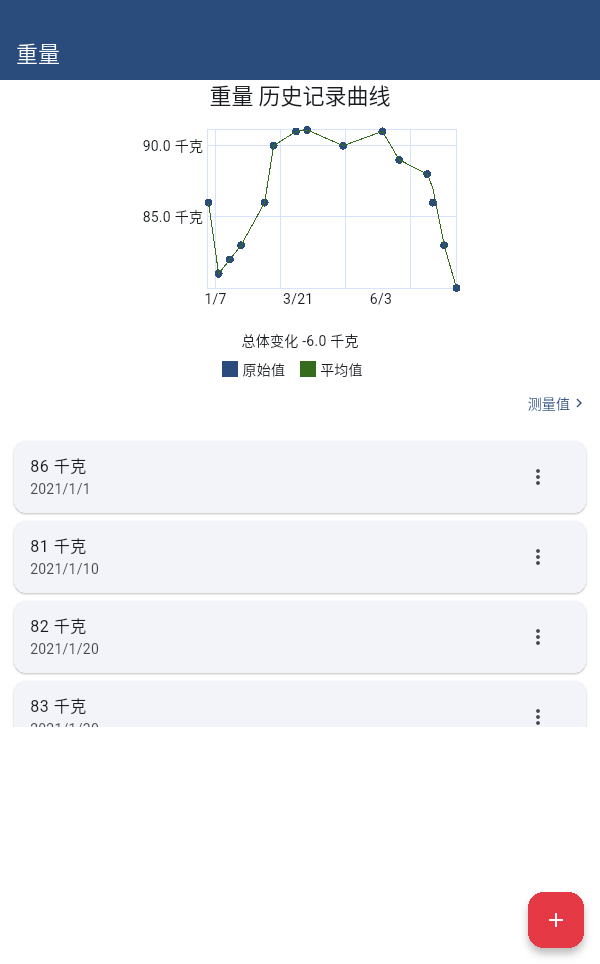 重量
重量 历史记录曲线
90.0 千克
85.0 千克
1/7 3/21 6/3
总体变化 -6.0 千克
原始值 平均值
测量值
86 千克
2021/1/1
81 千克
2021/1/10
82 千克
2021/1/20
83 千克